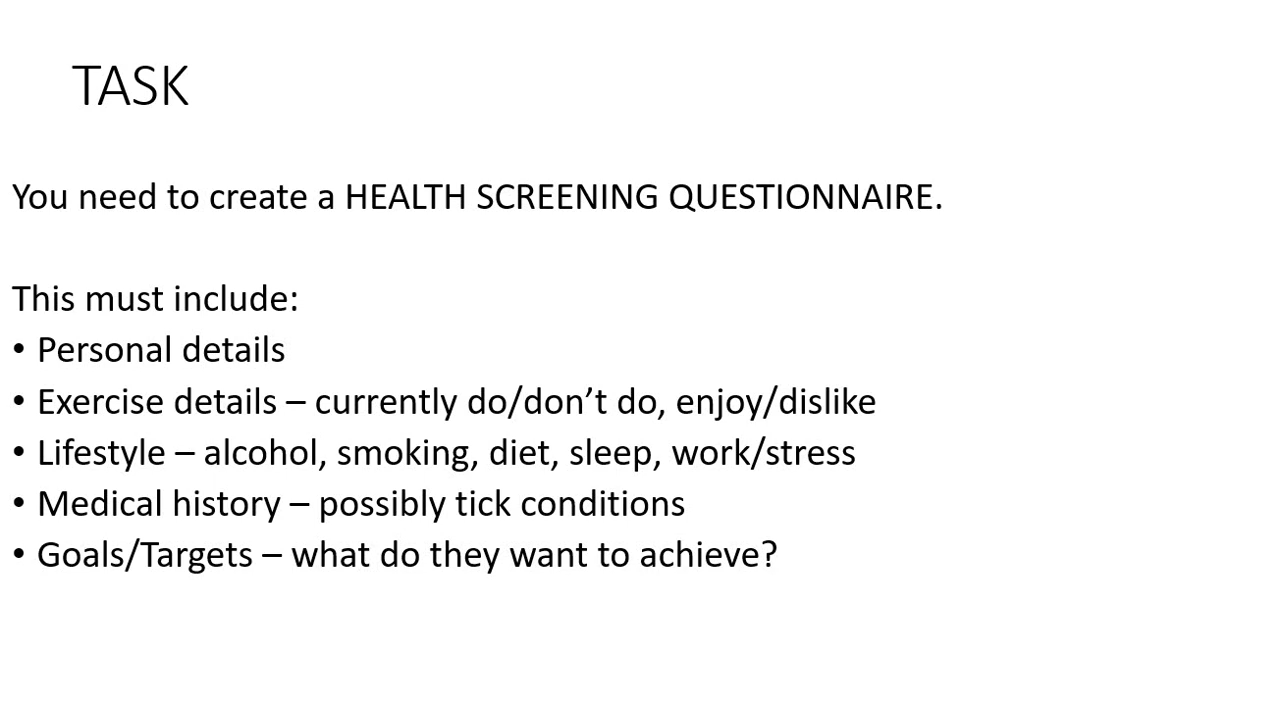 TASK
You need to create a HEALTH SCREENING QUESTIONNAIRE.
This must include:
• Personal details
• Exercise details – currently do/don’t do, enjoy/dislike
• Lifestyle – alcohol, smoking, diet, sleep, work/stress
• Medical history – possibly tick conditions
• Goals/Targets – what do they want to achieve?